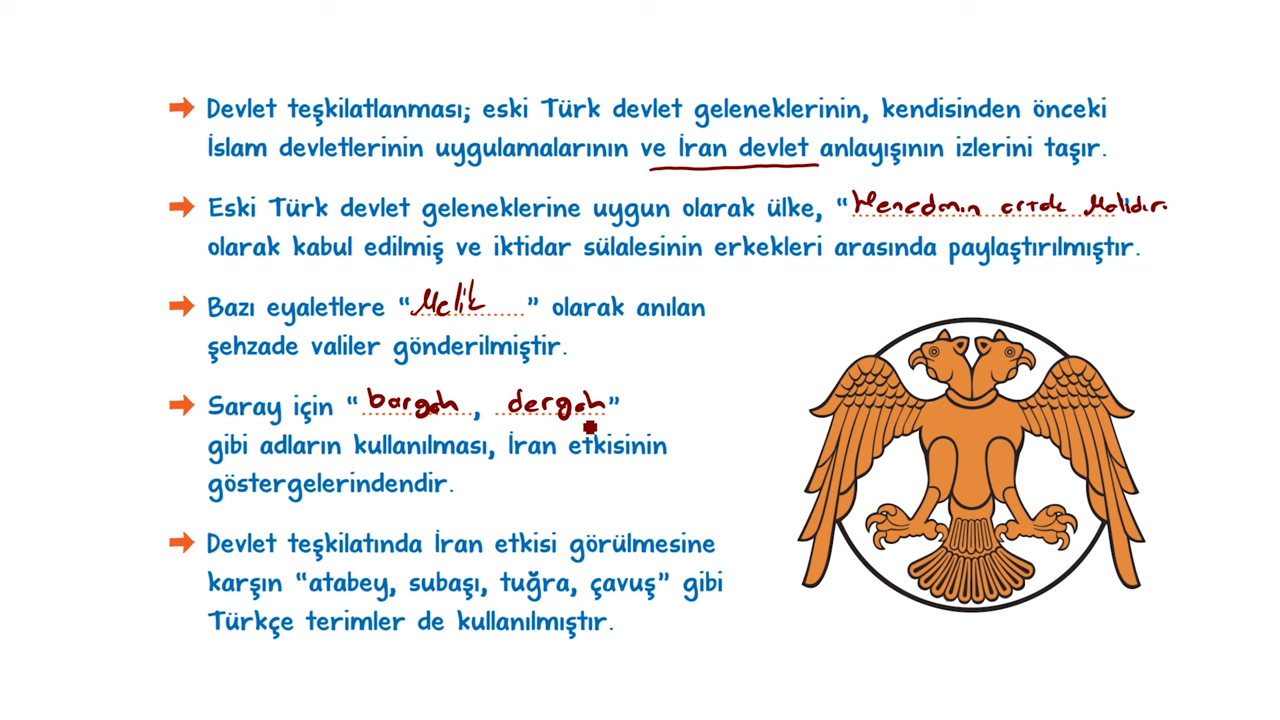 Devlet teşkilatlanması; eski Türk devlet geleneklerinin, kendisinden önceki
İslam devletlerinin uygulamalarının ve İran devlet anlayışının izlerini taşır.
Eski Türk devlet geleneklerine uygun olarak ülke, “Hanedanın ortak Malıdır.
olarak kabul edilmiş ve iktidar sülalesinin erkekleri arasında paylaştırılmıştır.
Bazı eyaletlere “Melik” olarak anılan
şehzade valiler gönderilmiştir.
Saray için “bargah, dergah”
gibi adların kullanılması, İran etkisinin
göstergelerindendir.
Devlet teşkilatında İran etkisi görülmesine
karşın “atabey, subaşı, tuğra, çavuş” gibi
Türkçe terimler de kullanılmıştır.